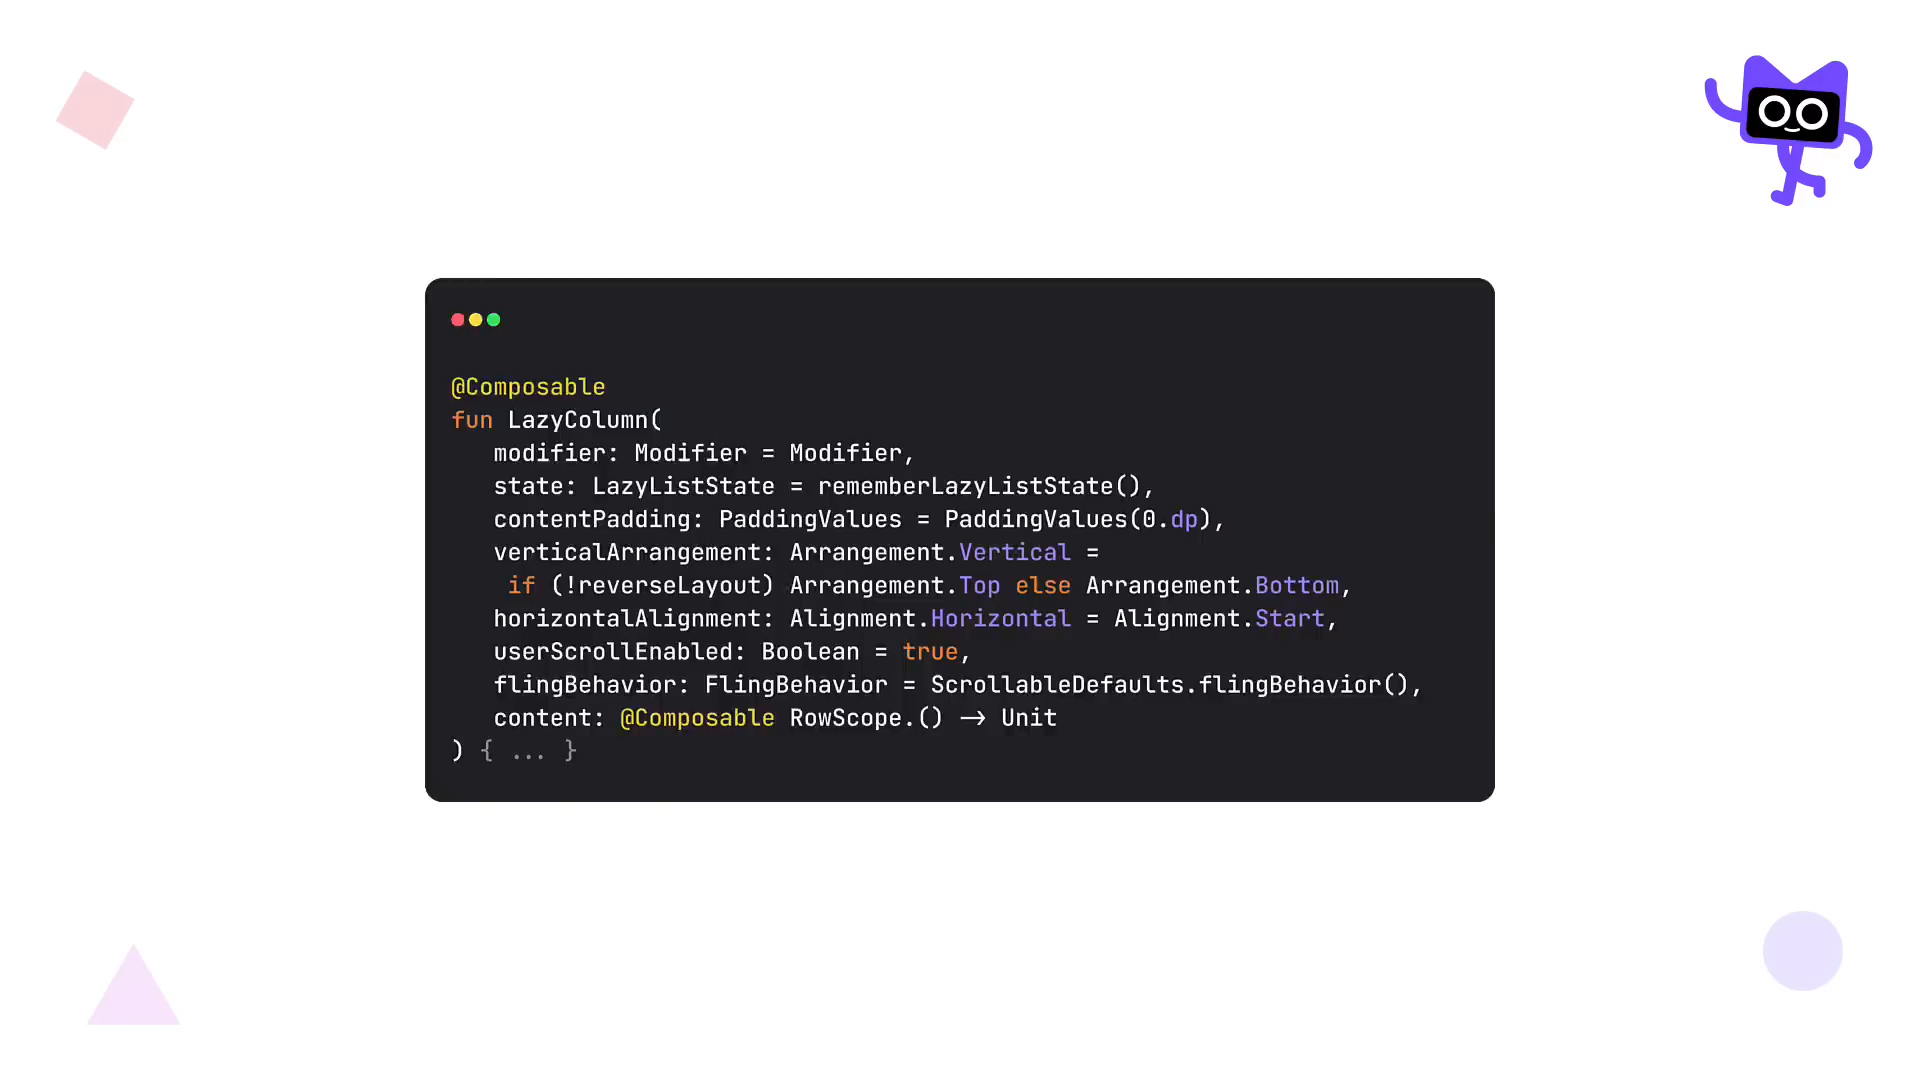 @Composable
fun LazyColumn(
   modifier: Modifier = Modifier,
   state: LazyListState = rememberLazyListState(),
   contentPadding: PaddingValues = PaddingValues(0.dp),
   verticalArrangement: Arrangement.Vertical =
    if (!reverseLayout) Arrangement.Top else Arrangement.Bottom,
   horizontalAlignment: Alignment.Horizontal = Alignment.Start,
   userScrollEnabled: Boolean = true,
   flingBehavior: FlingBehavior = ScrollableDefaults.flingBehavior(),
   content: @Composable RowScope.() → Unit
) { ... }